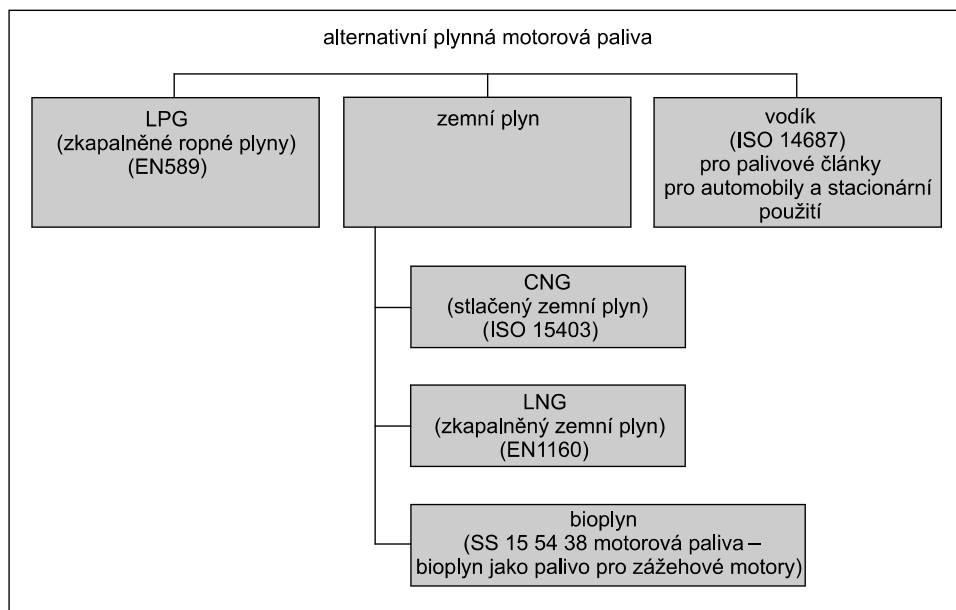 alternativní plynná motorová paliva
LPG
(zkapalněné ropné plyny)
(EN589)
zemní plyn
vodík
(ISO 14687)
pro palivové články
pro automobily a stacionární
použití
CNG
(stlačený zemní plyn)
(ISO 15403)
LNG
(zkapalněný zemní plyn)
(EN1160)
bioplyn
(SS 15 54 38 motorová paliva –
bioplyn jako palivo pro zážehové motory)